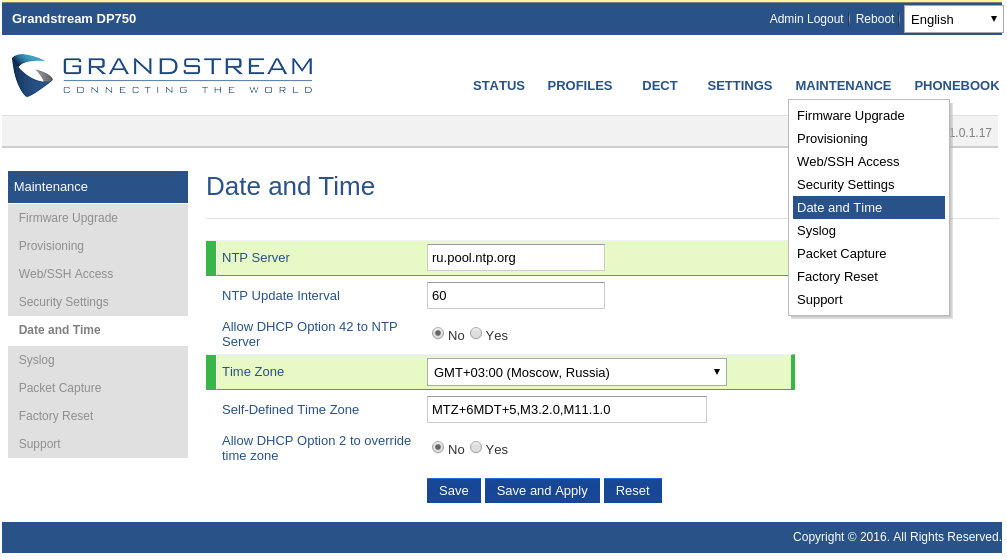 Grandstream DP750
Admin Logout | Reboot | English
GRANDSTREAM
CONNECTING THE WORLD
STATUS PROFILES DECT SETTINGS MAINTENANCE PHONEBOOK
Firmware Upgrade
Provisioning
Web/SSH Access
Security Settings
Date and Time
Syslog
Packet Capture
Factory Reset
Support
1.0.1.17
Maintenance
Firmware Upgrade
Provisioning
Web/SSH Access
Security Settings
Date and Time
Syslog
Packet Capture
Factory Reset
Support
Date and Time
NTP Server ru.pool.ntp.org
NTP Update Interval 60
Allow DHCP Option 42 to NTP
Server
No Yes
Time Zone GMT+03:00 (Moscow, Russia)
Self-Defined Time Zone MTZ+6MDT+5,M3.2.0,M11.1.0
Allow DHCP Option 2 to override
time zone
No Yes
Save Save and Apply Reset
Copyright © 2016. All Rights Reserved.